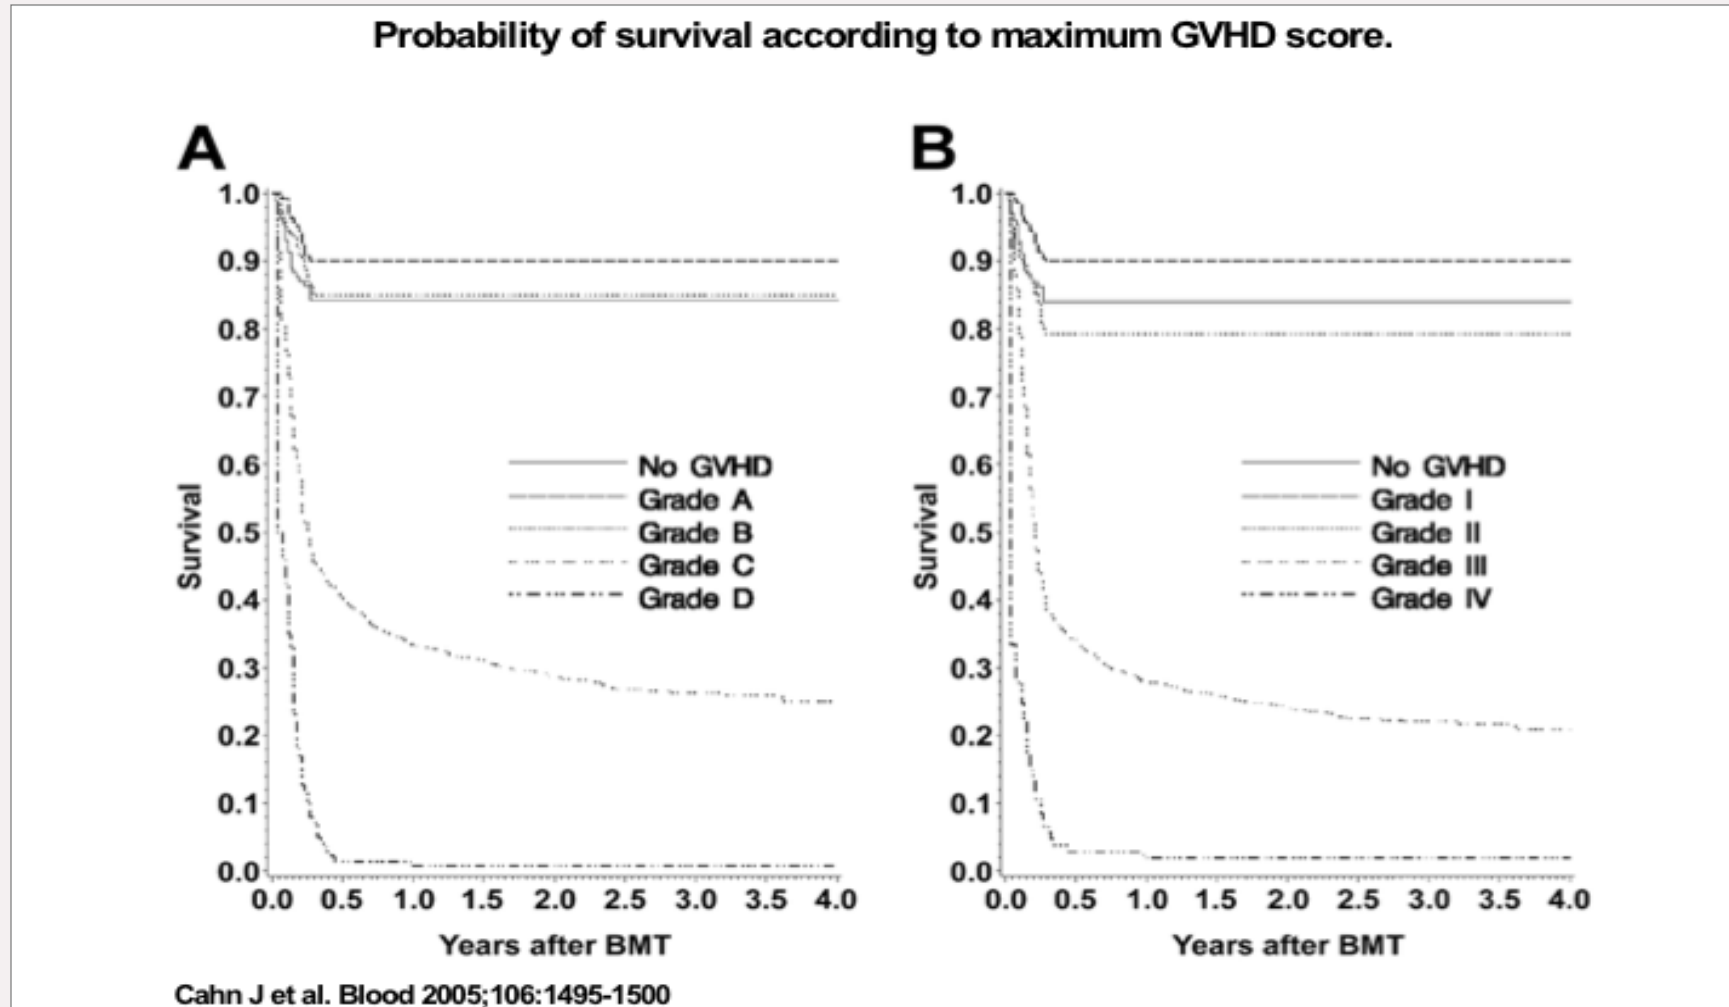 Probability of survival according to maximum GVHD score.
A
1.0
0.9
0.8
0.7
0.6
0.5
0.4
0.3
0.2
0.1
0.0
Survival
No GVHD
Grade A
Grade B
Grade C
Grade D
0.0 0.5 1.0 1.5 2.0 2.5 3.0 3.5 4.0
Years after BMT
B
1.0
0.9
0.8
0.7
0.6
0.5
0.4
0.3
0.2
0.1
0.0
Survival
No GVHD
Grade I
Grade II
Grade III
Grade IV
0.0 0.5 1.0 1.5 2.0 2.5 3.0 3.5 4.0
Years after BMT
Cahn J et al. Blood 2005;106:1495-1500